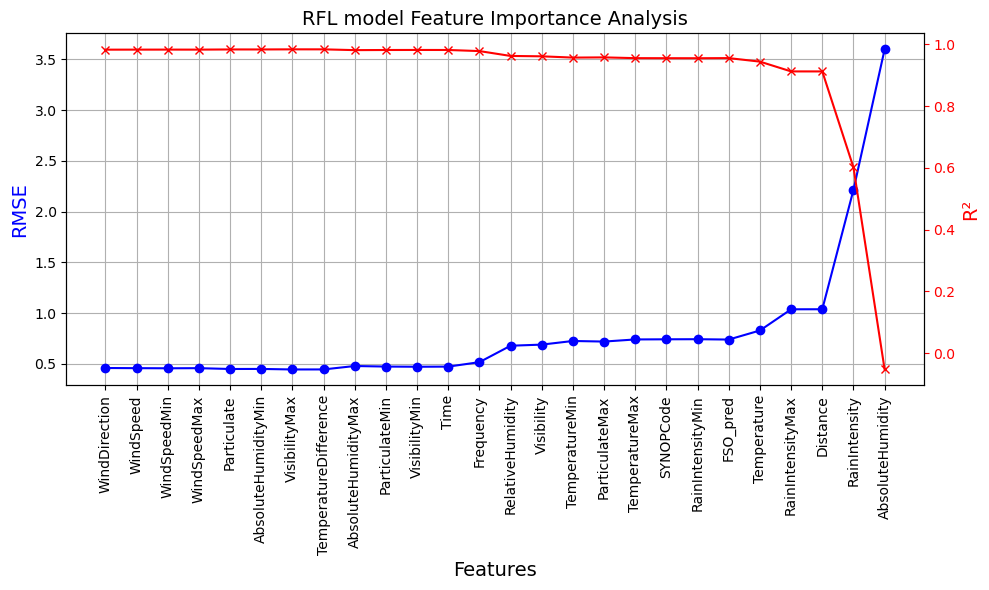 RFL model Feature Importance Analysis
3.5
3.0
2.5
2.0
1.5
1.0
0.5
RMSE
1.0
0.8
0.6
0.4
0.2
0.0
R²
WindDirection
WindSpeed
WindSpeedMin
WindSpeedMax
Particulate
AbsoluteHumidityMin
VisibilityMax
TemperatureDifference
AbsoluteHumidityMax
ParticulateMin
VisibilityMin
Time
Frequency
RelativeHumidity
Visibility
TemperatureMin
ParticulateMax
TemperatureMax
SYNOPCode
RainIntensityMin
FSO_pred
Temperature
RainIntensityMax
Distance
RainIntensity
AbsoluteHumidity
Features